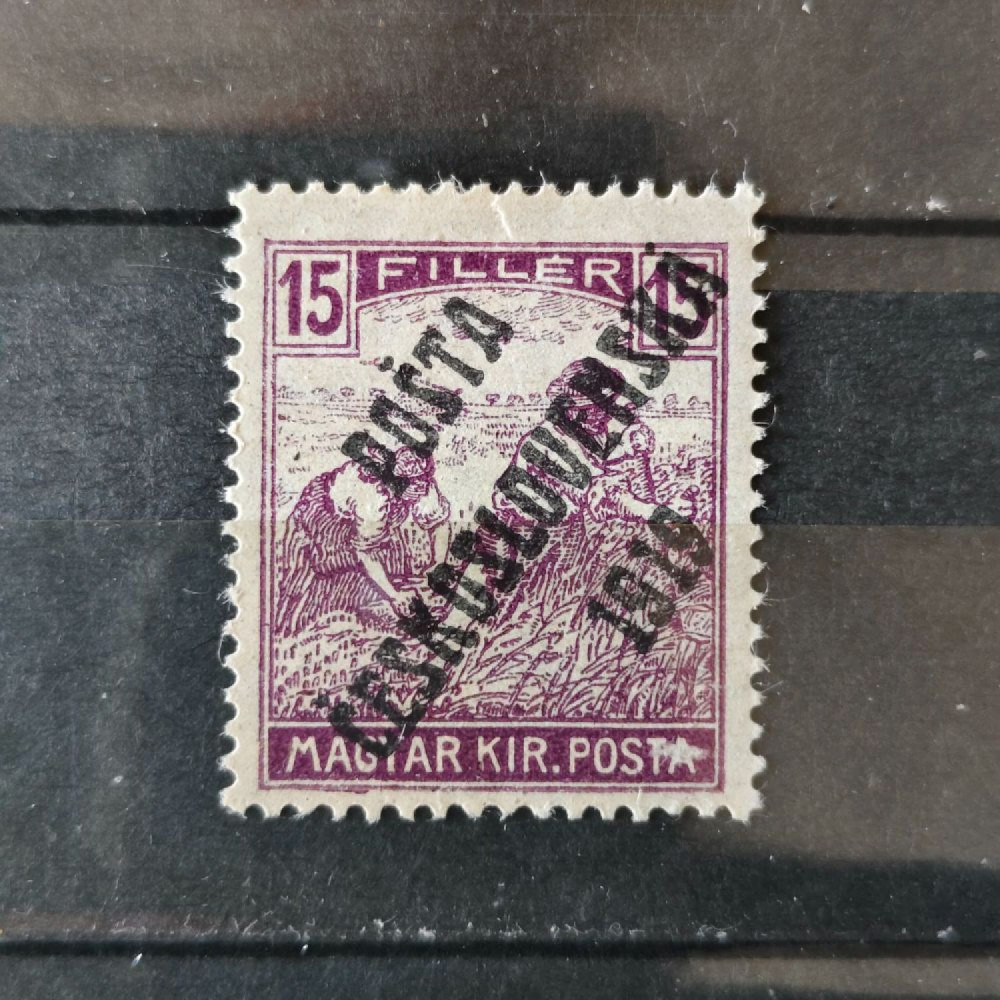 15 FILLÉR 15
POŠTA
ČESKOSLOVENSKÁ
1919
MAGYAR KIR. POSTA